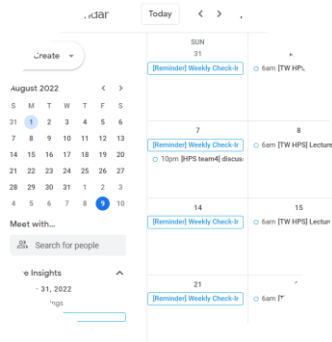 Today
Create
August 2022
S M T W T F S
31 1 2 3 4 5 6
7 8 9 10 11 12 13
14 15 16 17 18 19 20
21 22 23 24 25 26 27
28 29 30 31 1 2 3
4 5 6 7 8 9 10
Meet with...
Search for people
Insights
- 31, 2022
SUN
31
[Reminder] Weekly Check-Ir
6am [TW HPS
7
8
[Reminder] Weekly Check-Ir
6am [TW HPS] Lecture
10pm [HPS team4] discus
14
15
[Reminder] Weekly Check-Ir
6am [TW HPS] Lectur
21
[Reminder] Weekly Check-Ir
6am